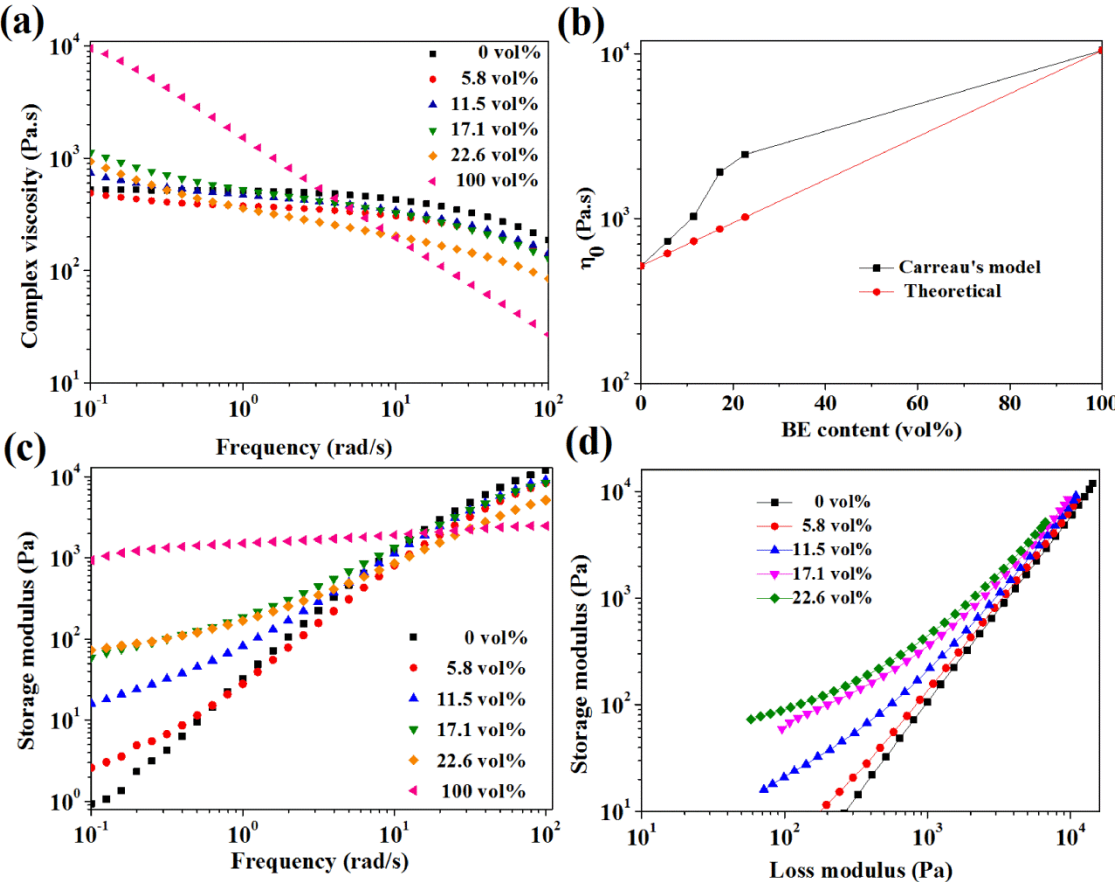 (a)
Complex viscosity (Pa.s)
10^4
10^3
10^2
10^1
0 vol%
5.8 vol%
11.5 vol%
17.1 vol%
22.6 vol%
100 vol%
10^-1
10^0
10^1
10^2
Frequency (rad/s)
(b)
η0 (Pa.s)
10^4
10^3
10^2
Carreau's model
Theoretical
0 20 40 60 80 100
BE content (vol%)
(c)
Storage modulus (Pa)
10^4
10^3
10^2
10^1
10^0
0 vol%
5.8 vol%
11.5 vol%
17.1 vol%
22.6 vol%
100 vol%
10^-1 10^0 10^1 10^2
Frequency (rad/s)
(d)
Storage modulus (Pa)
10^4
10^3
10^2
10^1
0 vol%
5.8 vol%
11.5 vol%
17.1 vol%
22.6 vol%
10^1 10^2 10^3 10^4
Loss modulus (Pa)